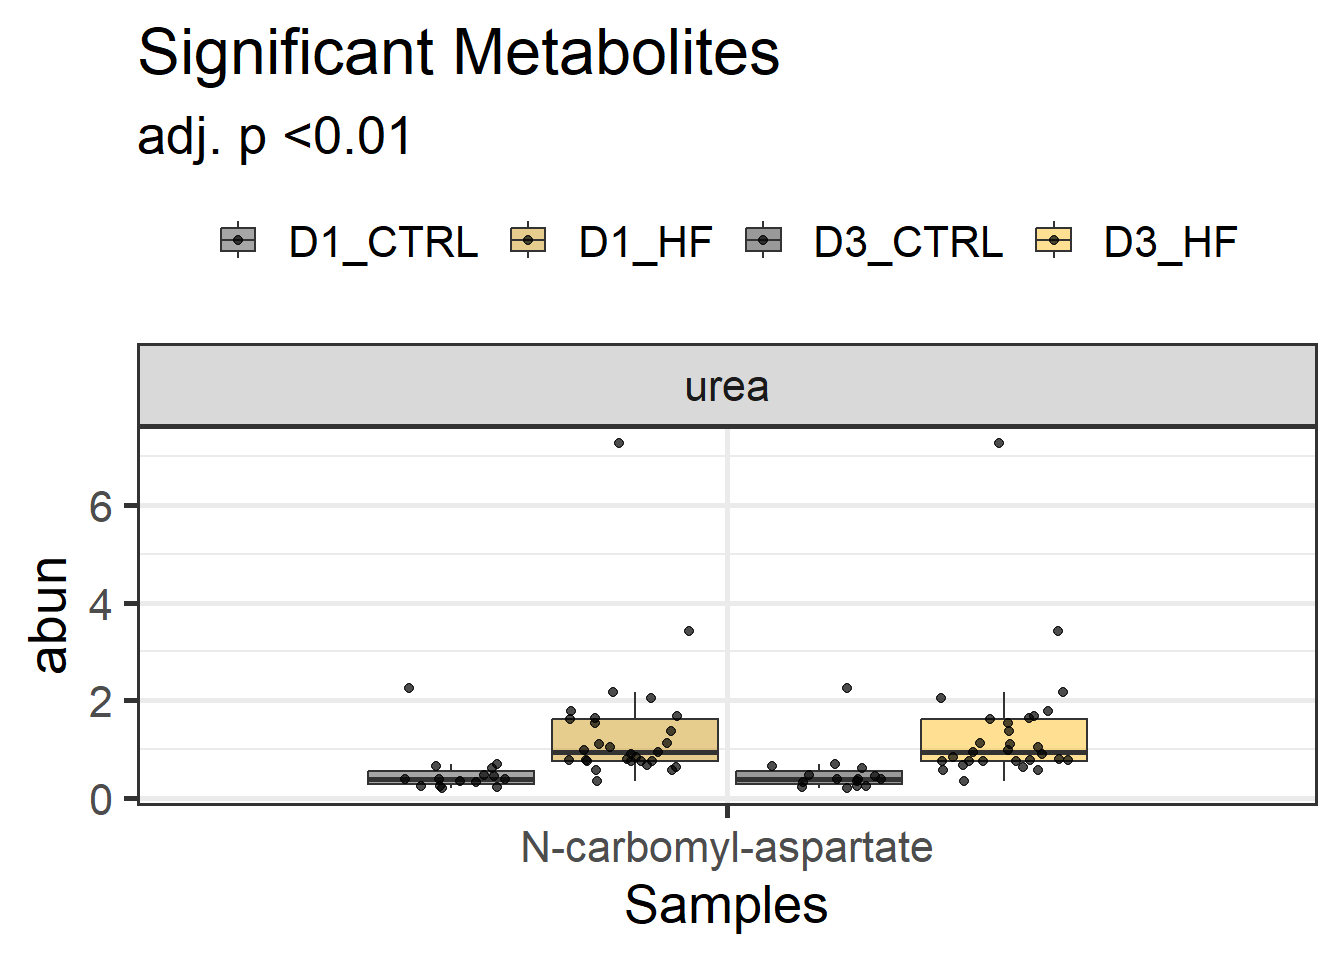 Significant Metabolites
adj. p <0.01
D1_CTRL D1_HF D3_CTRL D3_HF
urea
6
4
2
0
abun
N-carbomyl-aspartate
Samples